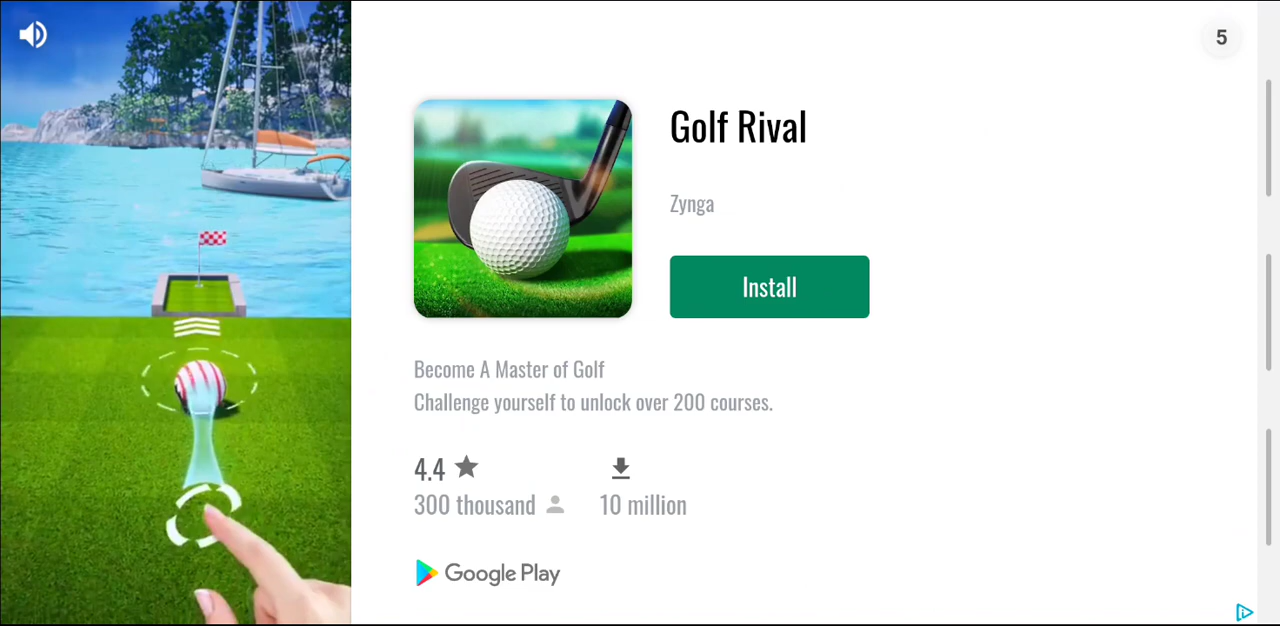 5
Golf Rival
Zynga
Install
Become A Master of Golf
Challenge yourself to unlock over 200 courses.
4.4
300 thousand
10 million
Google Play